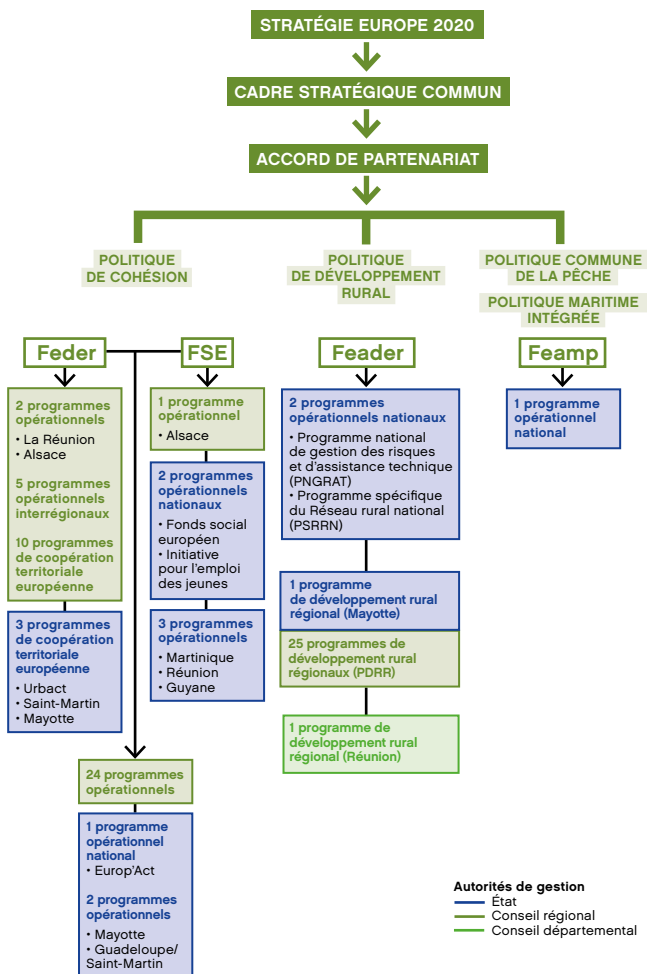 STRATÉGIE EUROPE 2020
CADRE STRATÉGIQUE COMMUN
ACCORD DE PARTENARIAT
POLITIQUE
DE COHÉSION
POLITIQUE
DE DÉVELOPPEMENT
RURAL
POLITIQUE COMMUNE
DE LA PÊCHE
POLITIQUE MARITIME
INTÉGRÉE
Feder
FSE
Feader
Feamp
2 programmes
opérationnels
• La Réunion
• Alsace
5 programmes
opérationnels
interrégionaux
10 programmes
de coopération
territoriale
européenne
3 programmes
de coopération
territoriale
européenne
• Urbact
• Saint-Martin
• Mayotte
1 programme
opérationnel
• Alsace
2 programmes
opérationnels
nationaux
• Fonds social
européen
• Initiative
pour l'emploi
des jeunes
3 programmes
opérationnels
• Martinique
• Réunion
• Guyane
24 programmes
opérationnels
1 programme
opérationnel
national
• Europ'Act
2 programmes
opérationnels
• Mayotte
• Guadeloupe/
Saint-Martin
2 programmes
opérationnels nationaux
• Programme national
de gestion des risques
et d'assistance technique
(PNGRAT)
• Programme spécifique
du Réseau rural national
(PSRRN)
1 programme
de développement rural
régional (Mayotte)
25 programmes de
développement rural
régionaux (PDRR)
1 programme de
développement rural
régional (Réunion)
1 programme
opérationnel
national
Autorités de gestion
État
Conseil régional
Conseil départemental